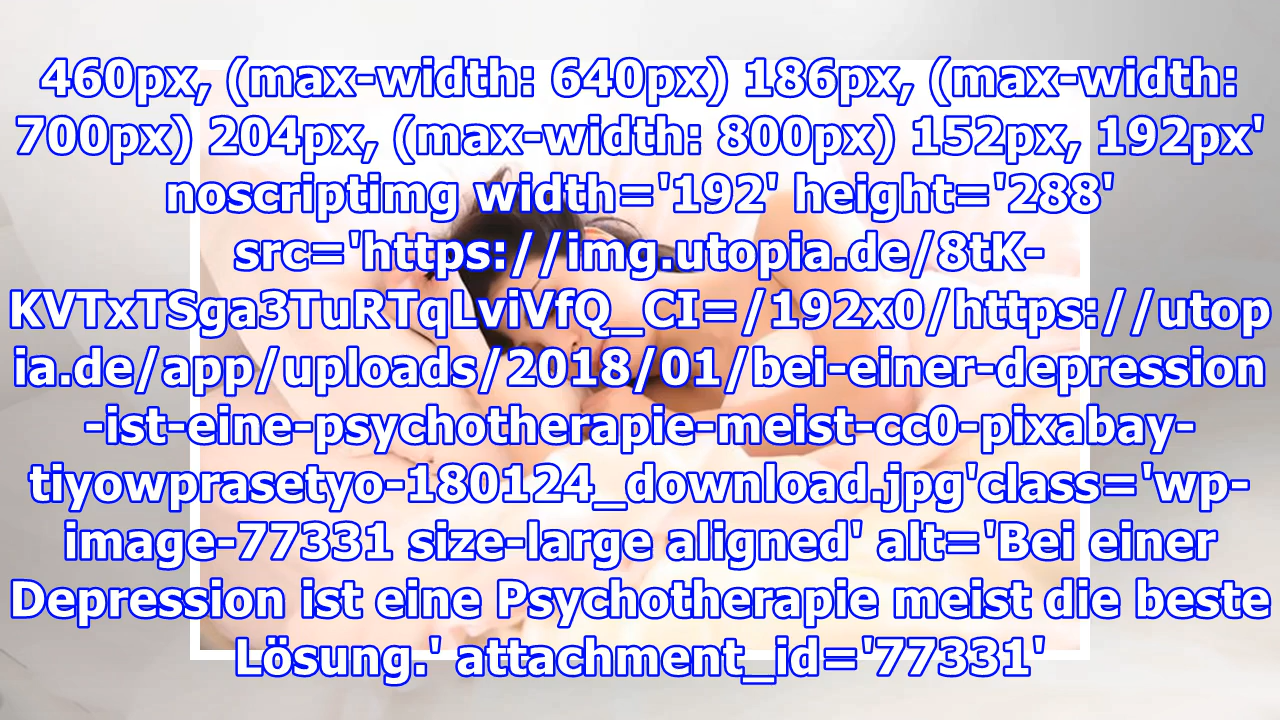 460px, (max-width: 640px) 186px, (max-width:
700px) 204px, (max-width: 800px) 152px, 192px'
noscriptimg width='192' height='288'
src='https://img.utopia.de/8tK-
KVTxTSga3TuRTqLviVfQ_CI=/192x0/https://utop
ia.de/app/uploads/2018/01/bei-einer-depression
-ist-eine-psychotherapie-meist-cc0-pixabay-
tiyowprasetyo-180124_download.jpg'class='wp-
image-77331 size-large aligned' alt='Bei einer
Depression ist eine Psychotherapie meist die beste
Lösung.' attachment_id='77331'